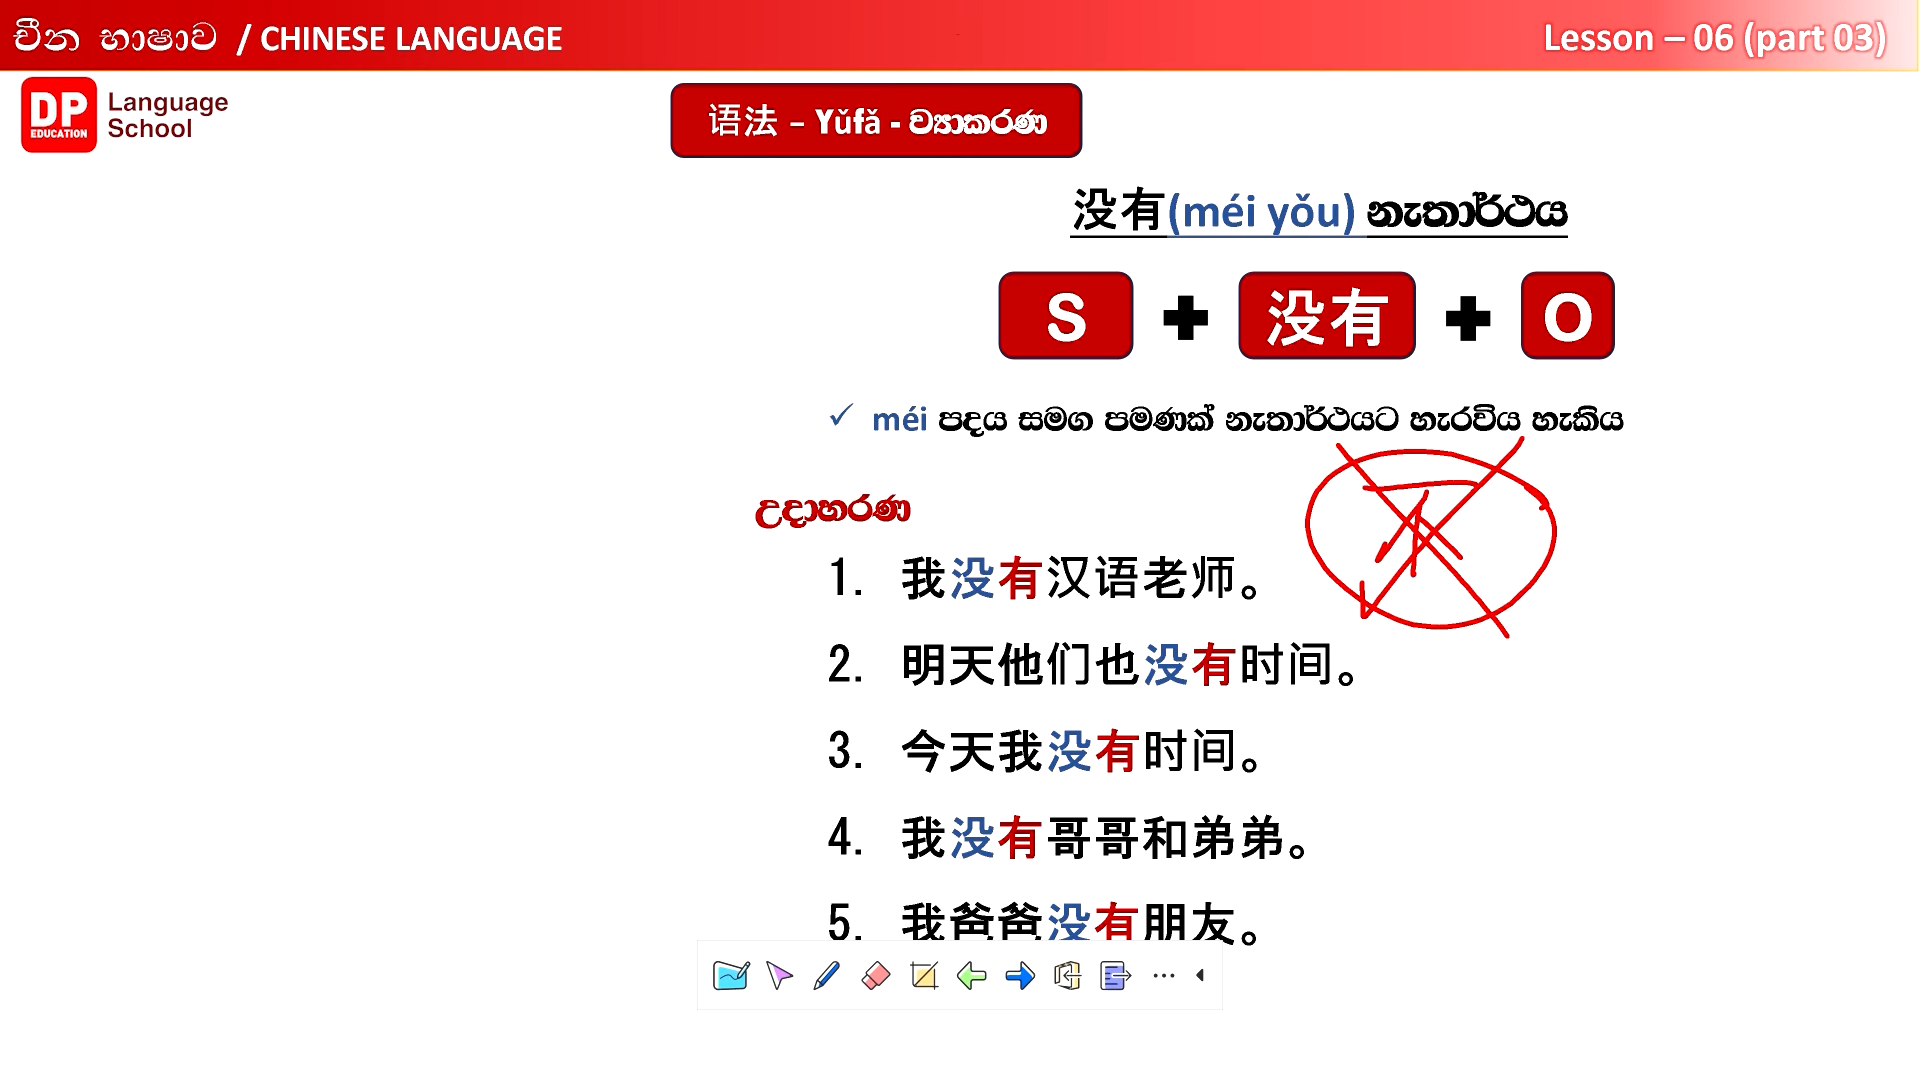 චීන භාෂාව / CHINESE LANGUAGE
Lesson – 06 (part 03)
DP
EDUCATION
Language
School
语法 – Yǔfǎ - ව්‍යාකරණ
没有(méi yǒu) නැතාර්ථය
S + 没有 + O
✓ méi පදය සමග පමණක් නැතාර්ථයට හැරවිය හැකිය
උදාහරණ
不
1. 我没有汉语老师。
2. 明天他们也没有时间。
3. 今天我没有时间。
4. 我没有哥哥和弟弟。
5. 我爸爸没有朋友。